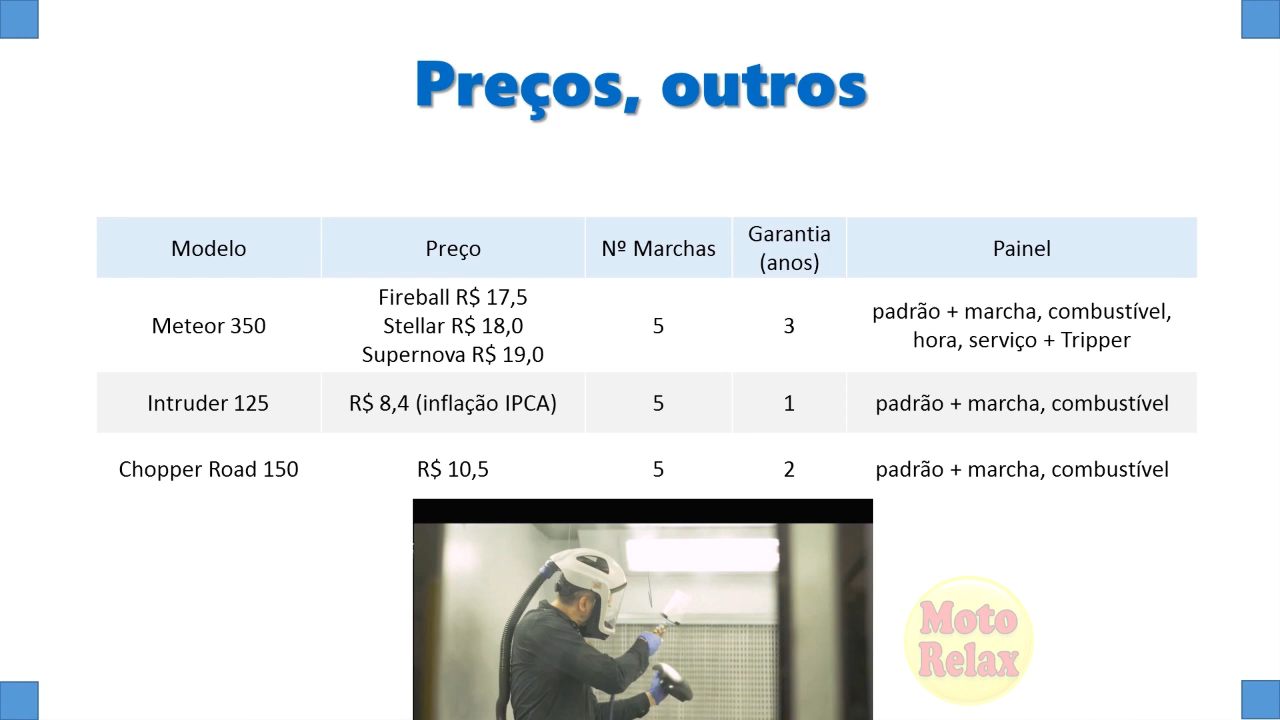 Preços, outros
Modelo
Preço
Nº Marchas
Garantia
(anos)
Painel
Meteor 350
Fireball R$ 17,5
Stellar R$ 18,0
Supernova R$ 19,0
5
3
padrão + marcha, combustível,
hora, serviço + Tripper
Intruder 125
R$ 8,4 (inflação IPCA)
5
1
padrão + marcha, combustível
Chopper Road 150
R$ 10,5
5
2
padrão + marcha, combustível
Moto
Relax